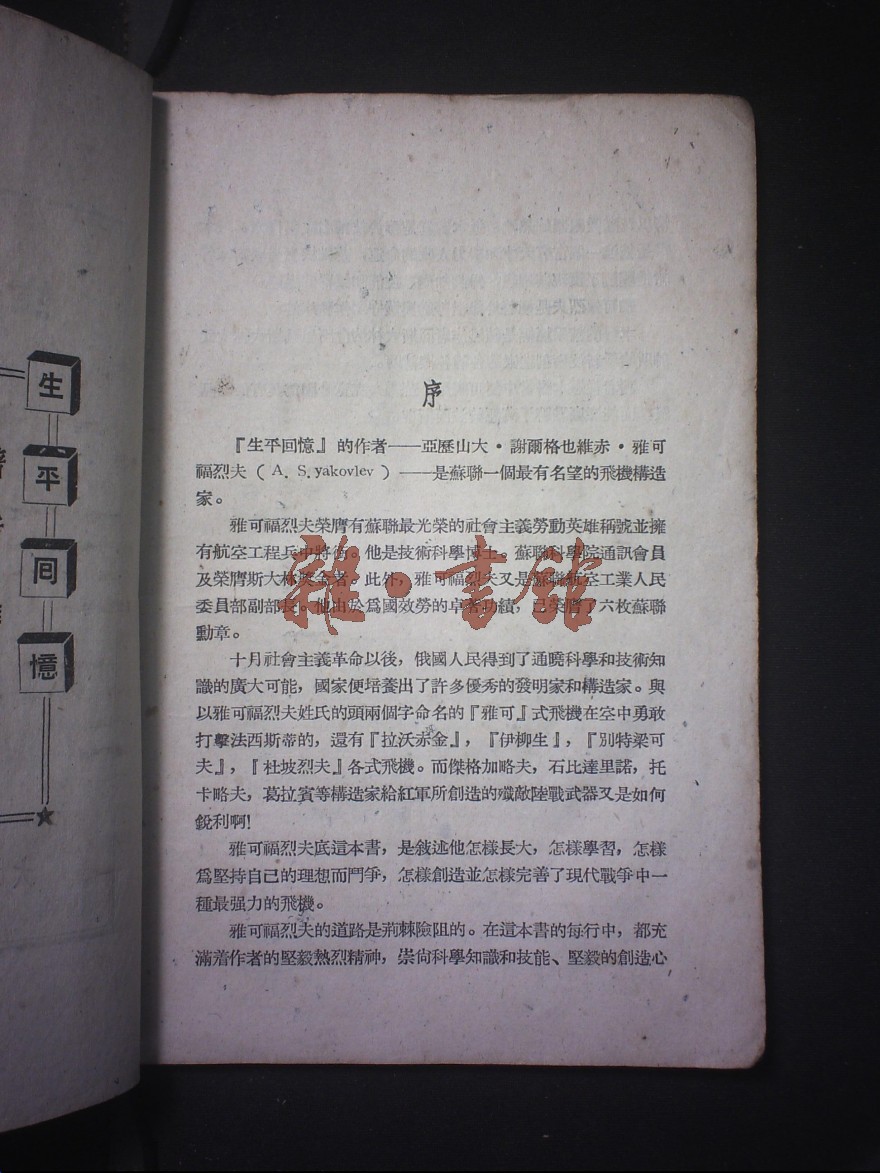 生
平
回
憶
序
『生平回憶』的作者——亞歷山大·謝爾格也維赤·雅可
福烈夫（A. S. yakovlev）——是蘇聯一個最有名望的飛機構造
家。
雅可福烈夫榮膺有蘇聯最光榮的社會主義勞動英雄稱號並擁
有航空工程兵中將銜。他是技術科學博士。蘇聯科學院通訊會員
及榮膺斯大林獎金者。此外，雅可福烈夫又是蘇聯航空工業人民
委員部副部長。他由於爲國效勞的卓著功績，已榮膺了六枚蘇聯
勳章。
十月社會主義革命以後，俄國人民得到了通曉科學和技術知
識的廣大可能，國家便培養出了許多優秀的發明家和構造家。與
以雅可福烈夫姓氏的頭兩個字命名的『雅可』式飛機在空中勇敢
打擊法西斯蒂的，還有『拉沃赤金』，『伊柳生』，『別特梁可
夫』，『杜坡烈夫』各式飛機。而傑格加略夫，石比達里諾，托
卡略夫，葛拉賓等構造家給紅軍所創造的殲敵陸戰武器又是如何
銳利啊!
雅可福烈夫底這本書，是敘述他怎樣長大，怎樣學習，怎樣
爲堅持自己的理想而鬥爭，怎樣創造並怎樣完善了現代戰爭中一
種最强力的飛機。
雅可福烈夫的道路是荊棘險阻的。在這本書的每行中，都充
滿着作者的堅毅熱烈精神，崇尙科學知識和技能、堅毅的創造心
雜·書館